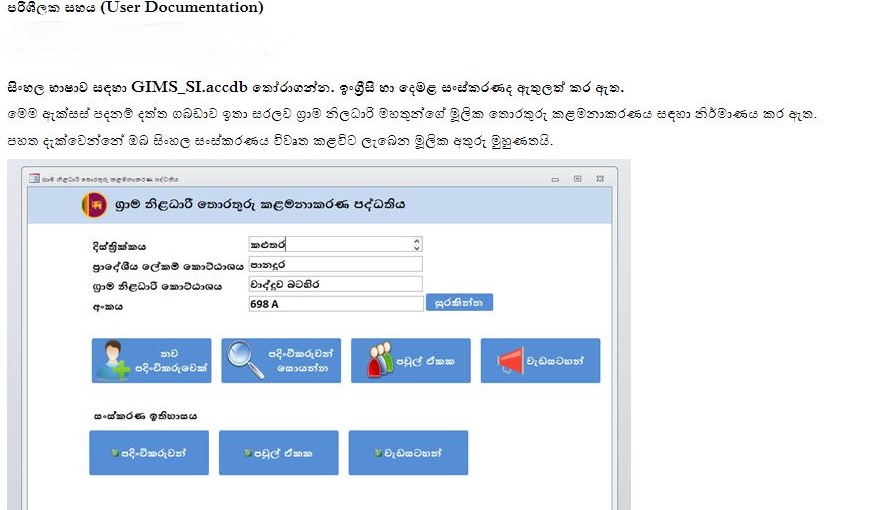 පරිශීලක සහය (User Documentation)
සිංහල භාෂාව සඳහා GIMS_SI.accdb තෝරාගන්න. ඉංග්‍රීසි හා දෙමළ සංස්කරණද ඇතුලත් කර ඇත.
මෙම ඇක්සස් පදනම් දත්ත ගබඩාව ඉතා සරලව ග්‍රාම නිලධාරි මහතුන්ගේ මූලික තොරතුරු කළමනාකරණය සඳහා නිර්මාණය කර ඇත.
පහත දැක්වෙන්නේ ඔබ සිංහල සංස්කරණය විවෘත කළවිට ලැබෙන මූලික අතුරු මුහුණතයි.
ග්‍රාම නිළධාරී තොරතුරු කළමනාකරණ පද්ධතිය
ග්‍රාම නිළධාරී තොරතුරු කළමනාකරණ පද්ධතිය
දිස්ත්‍රික්කය කළුතර
ප්‍රාදේශීය ලේකම් කොට්ඨාශය පානදුර
ග්‍රාම නිළධාරී කොට්ඨාශය වාද්දුව බටහිර
අංකය 698 A සුරකින්න
නව පදිංචිකරුවෙක්
පදිංචිකරුවන් සොයන්න
පවුල් ඒකක
වැඩසටහන්
සංස්කරණ ඉතිහාසය
පදිංචිකරුවන් පවුල් ඒකක වැඩසටහන්